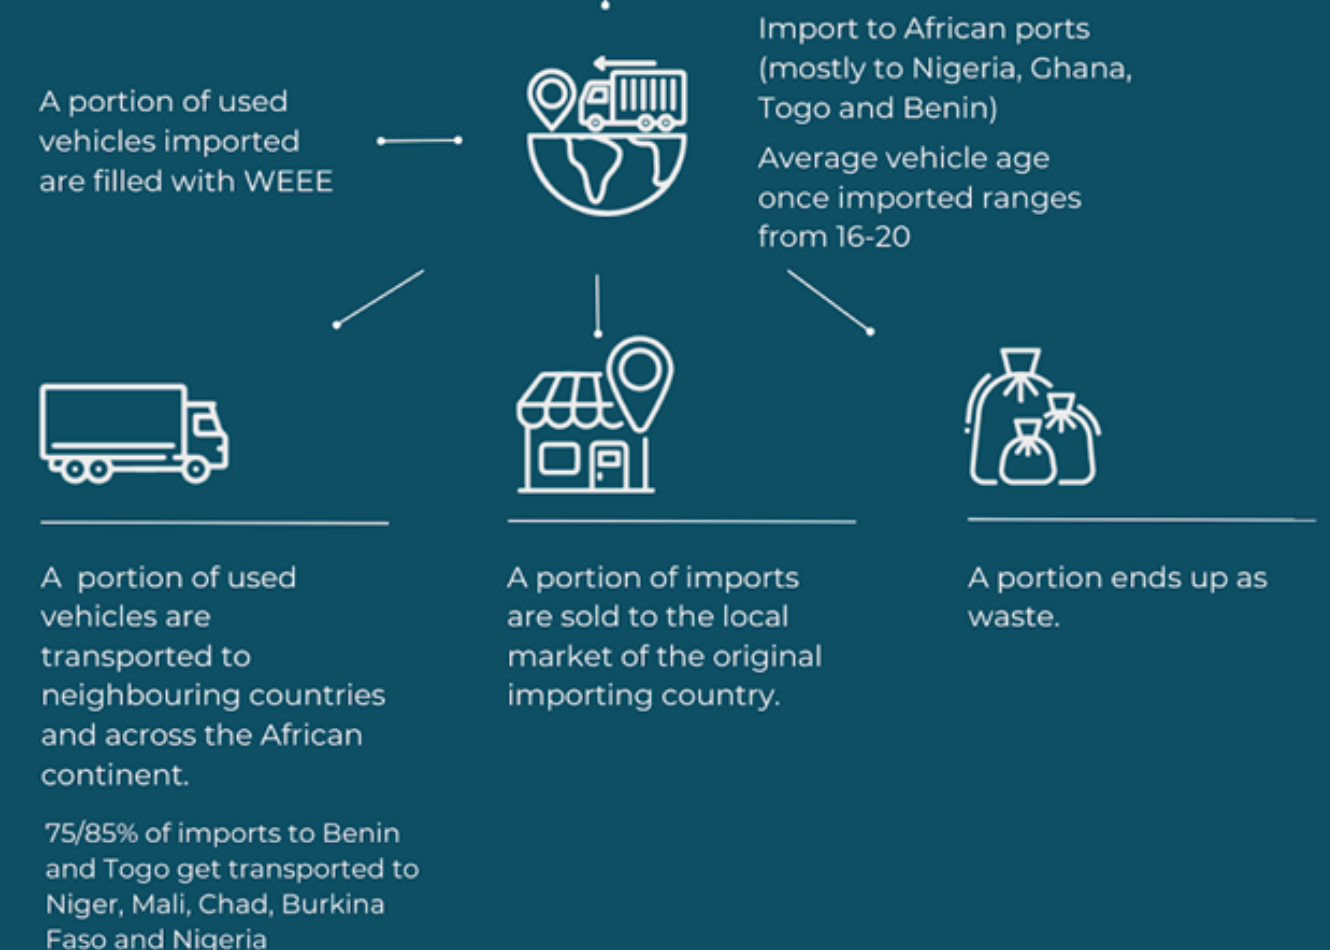 A portion of used
vehicles imported
are filled with WEEE
Import to African ports
(mostly to Nigeria, Ghana,
Togo and Benin)
Average vehicle age
once imported ranges
from 16-20
A portion of used
vehicles are
transported to
neighbouring countries
and across the African
continent.
75/85% of imports to Benin
and Togo get transported to
Niger, Mali, Chad, Burkina
Faso and Nigeria
A portion of imports
are sold to the local
market of the original
importing country.
A portion ends up as
waste.